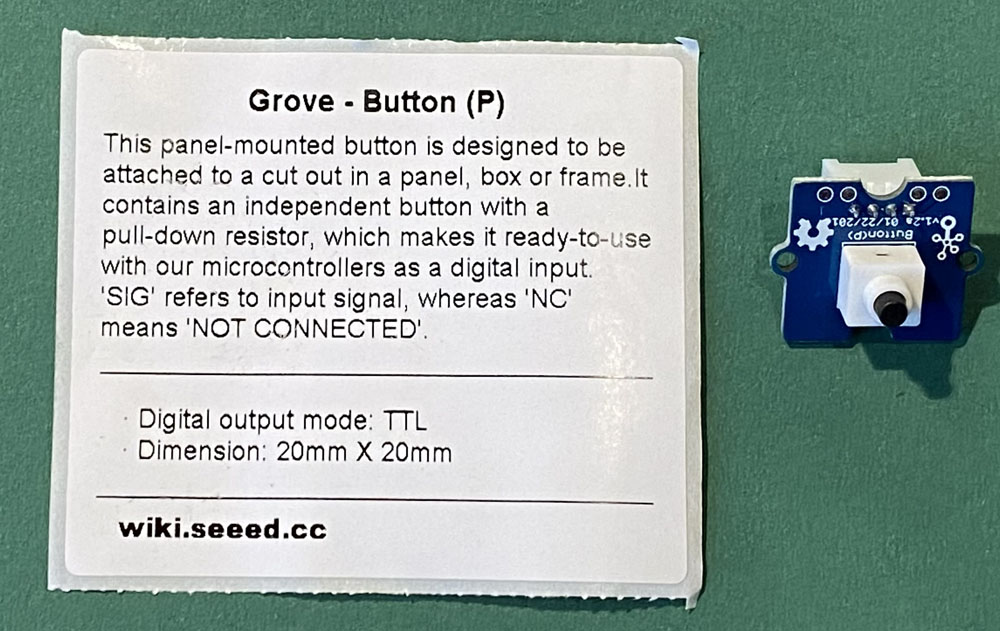 Grove - Button (P)
This panel-mounted button is designed to be
attached to a cut out in a panel, box or frame.It
contains an independent button with a
pull-down resistor, which makes it ready-to-use
with our microcontrollers as a digital input.
'SIG' refers to input signal, whereas 'NC'
means 'NOT CONNECTED'.
· Digital output mode: TTL
· Dimension: 20mm X 20mm
wiki.seeed.cc
Button(P)
v1.2a